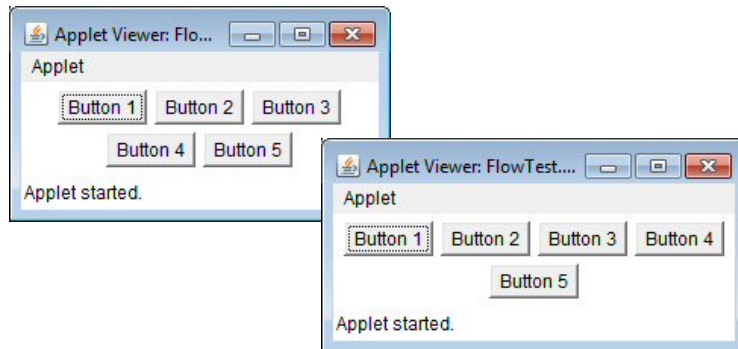 Applet Viewer: Flo...
Applet
Button 1 Button 2 Button 3
Button 4 Button 5
Applet started.
Applet Viewer: FlowTest....
Applet
Button 1 Button 2 Button 3 Button 4
Button 5
Applet started.